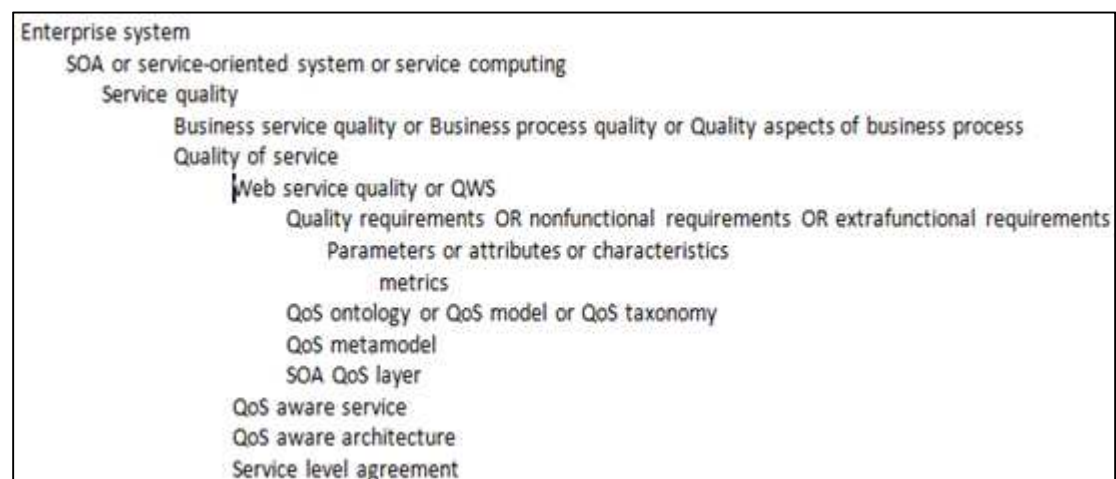 Enterprise system
SOA or service-oriented system or service computing
Service quality
Business service quality or Business process quality or Quality aspects of business process
Quality of service
Web service quality or QWS
Quality requirements OR nonfunctional requirements OR extrafunctional requirements
Parameters or attributes or characteristics
metrics
QoS ontology or QoS model or QoS taxonomy
QoS metamodel
SOA QoS layer
QoS aware service
QoS aware architecture
Service level agreement